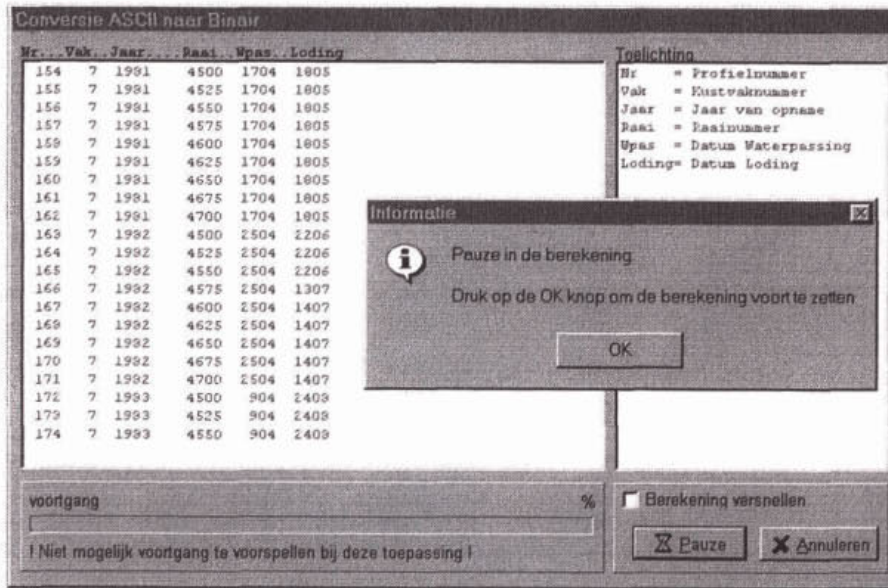 Conversie ASCII naar Binair
Nr...Vak..Jaar....Raai..Wpas..Loding
154 7 1991 4500 1704 1805
155 7 1991 4525 1704 1805
156 7 1991 4550 1704 1805
157 7 1991 4575 1704 1805
158 7 1991 4600 1704 1805
159 7 1991 4625 1704 1805
160 7 1991 4650 1704 1805
161 7 1991 4675 1704 1805
162 7 1991 4700 1704 1805
163 7 1992 4500 2504 2206
164 7 1992 4525 2504 2206
165 7 1992 4550 2504 2206
166 7 1992 4575 2504 1307
167 7 1992 4600 2504 1407
168 7 1992 4625 2504 1407
169 7 1992 4650 2504 1407
170 7 1992 4675 2504 1407
171 7 1992 4700 2504 1407
172 7 1993 4500 904 2408
173 7 1993 4525 904 2408
174 7 1993 4550 904 2408
Toelichting
Nr = Profielnummer
Vak = Kustvaknummer
Jaar = Jaar van opname
Raai = Raainummer
Wpas = Datum Waterpassing
Loding= Datum Loding
Informatie
Pauze in de berekening
Druk op de OK knop om de berekening voort te zetten
OK
voortgang %
! Niet mogelijk voortgang te voorspellen bij deze toepassing !
Berekening versnellen
Pauze
Annuleren